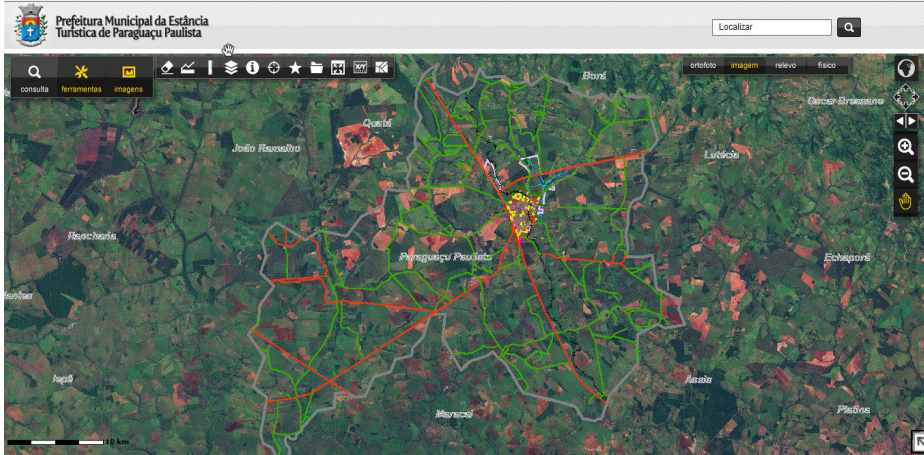 Prefeitura Municipal da Estância
Turística de Paraguaçu Paulista
Localizar
consulta
ferramentas
imagens
X/Y
ortofoto
imagem
relevo
físico
Borá
Oscar Bressane
Quatá
João Ramalho
Lutécia
Rancharia
Paraguaçu Paulista
Echaporã
Iepê
Assis
Maracaí
Platina
10 km